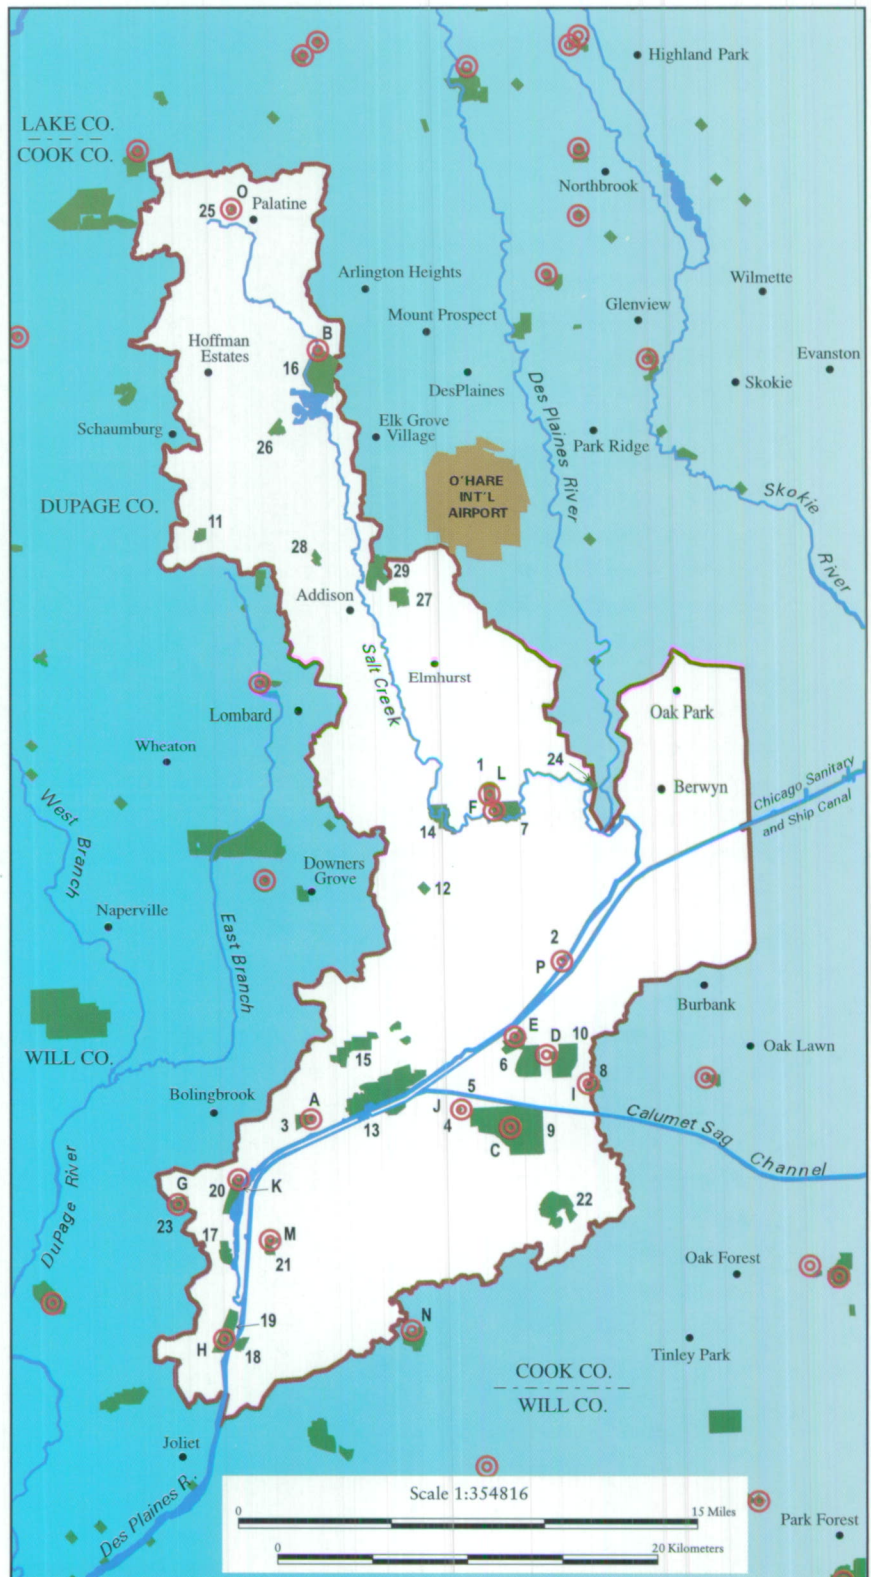 Highland Park
LAKE CO.
COOK CO.
Northbrook
O
25
Palatine
Arlington Heights
Wilmette
Glenview
Mount Prospect
B
Hoffman
Estates
Evanston
16
DesPlaines
Skokie
Des Plaines River
Elk Grove
Village
Schaumburg
26
Park Ridge
O'HARE
INT'L
AIRPORT
Skokie
River
DUPAGE CO.
11
28
29
27
Addison
Salt Creek
Elmhurst
Lombard
Oak Park
Wheaton
24
1
L
F
7
14
Berwyn
Chicago Sanitary
and Ship Canal
West
Branch
Downers
Grove
12
Naperville
East Branch
2
P
Burbank
E
D
10
6
15
WILL CO.
Oak Lawn
8
I
5
J
4
Bolingbrook
A
3
13
C
9
Calumet Sag
Channel
DuPage River
G
20
K
23
22
17
M
21
Oak Forest
19
H
18
N
Tinley Park
COOK CO.
WILL CO.
Joliet
Des Plaines R.
Scale 1:354816
0
15 Miles
0
20 Kilometers
Park Forest